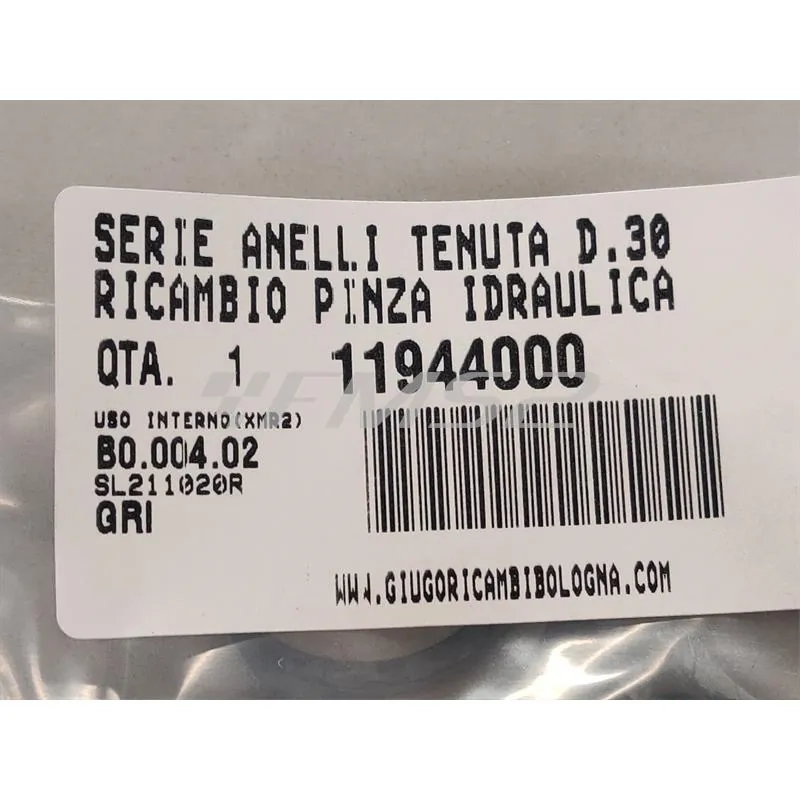 SERIE ANELLI TENUTA D.30
RICAMBIO PINZA IDRAULICA
QTA. 1 11944000
FMS2
USO INTERNO(XMR2)
B0.004.02
SL211020R
GRI
WWW.GIUGORICAMBIBOLOGNA.COM